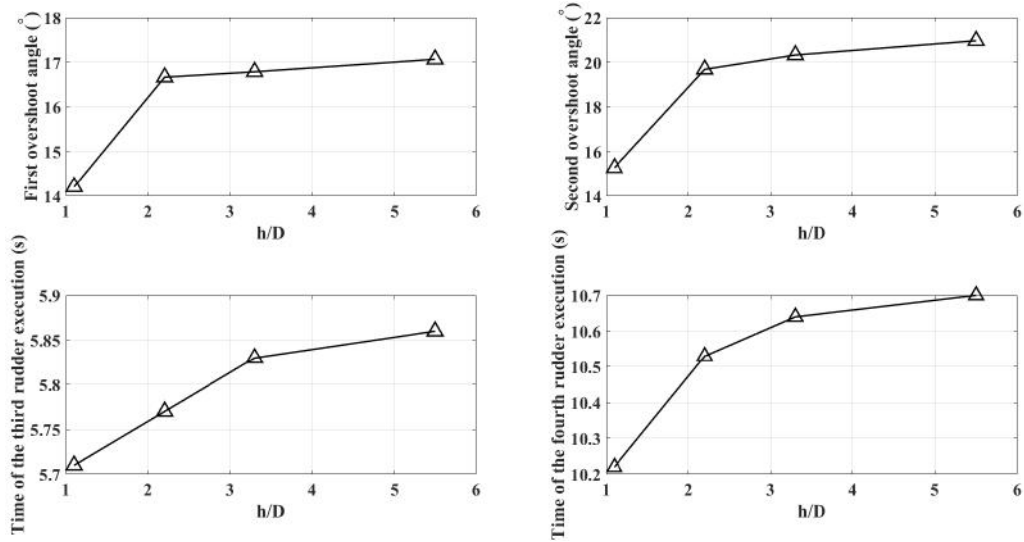 First overshoot angle (°)
18
17
16
15
14
1 2 3 4 5 6
h/D
Second overshoot angle (°)
22
20
18
16
14
1 2 3 4 5 6
h/D
Time of the third rudder execution (s)
5.9
5.85
5.8
5.75
5.7
1 2 3 4 5 6
h/D
Time of the fourth rudder execution (s)
10.7
10.6
10.5
10.4
10.3
10.2
1 2 3 4 5 6
h/D